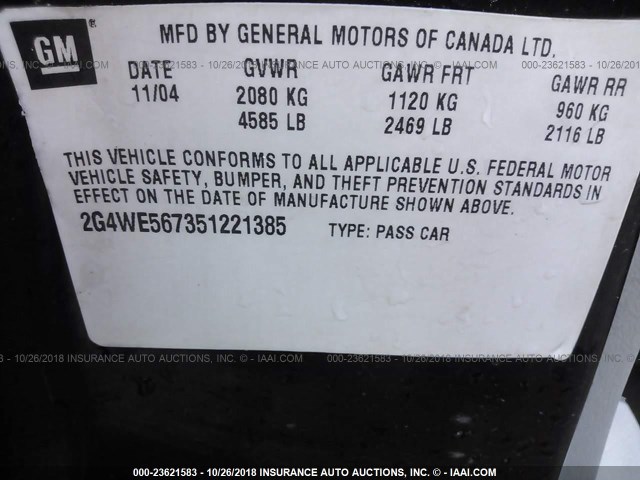 GM ®
MFD BY GENERAL MOTORS OF CANADA LTD.
DATE GVWR GAWR FRT GAWR RR
11/04 2080 KG 1120 KG 960 KG
4585 LB 2469 LB 2116 LB
THIS VEHICLE CONFORMS TO ALL APPLICABLE U.S. FEDERAL MOTOR
VEHICLE SAFETY, BUMPER, AND THEFT PREVENTION STANDARDS IN
EFFECT ON THE DATE OF MANUFACTURE SHOWN ABOVE.
2G4WE567351221385 TYPE: PASS CAR
000-23621583 - 10/26/2018 INSURANCE AUTO AUCTIONS, INC. © - IAAI.COM